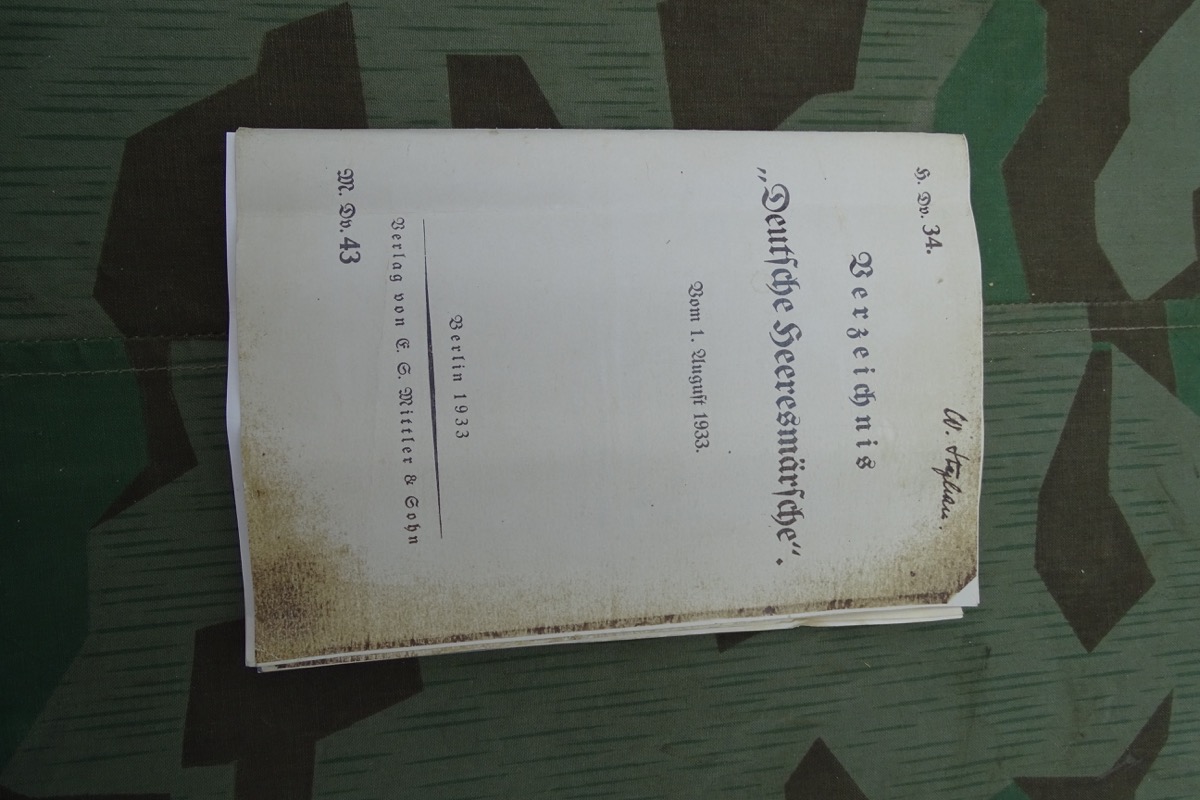 H. Dv. 34.
Verzeichnis
„Deutsche Heeresmärsche“.
Vom 1. August 1933.
Berlin 1933
Verlag von E. S. Mittler & Sohn
M. Dv. 43